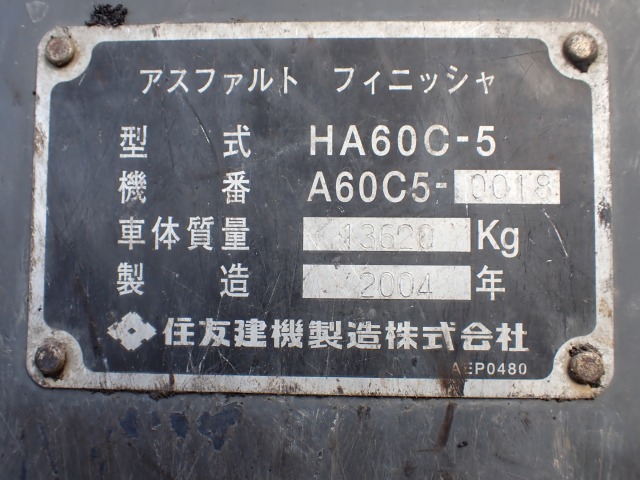 アスファルト フィニッシャ
型式 HA60C-5
機番 A60C5-0018
車体質量 13620 Kg
製造 2004 年
住友建機製造株式会社
AEP0480